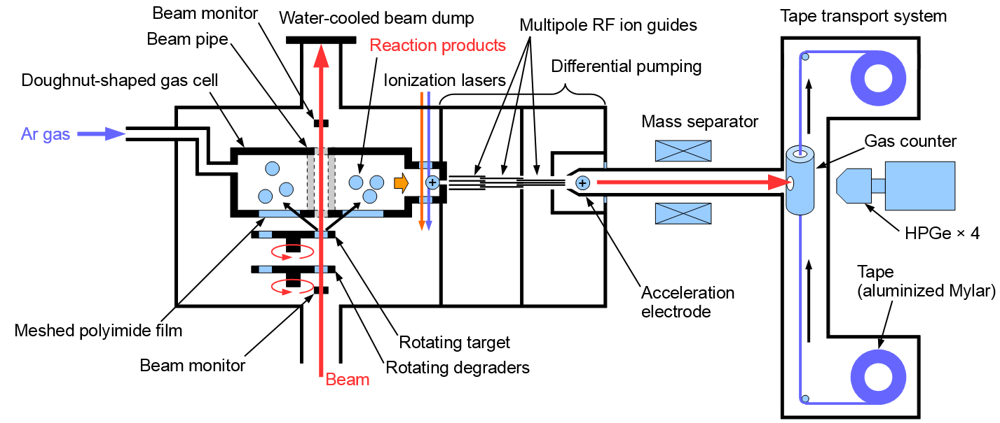 Beam monitor
Water-cooled beam dump
Tape transport system
Beam pipe
Reaction products
Multipole RF ion guides
Doughnut-shaped gas cell
Ionization lasers
Differential pumping
Ar gas
Mass separator
Gas counter
+
+
HPGe × 4
Acceleration
electrode
Tape
(aluminized Mylar)
Meshed polyimide film
Rotating target
Beam monitor
Rotating degraders
Beam